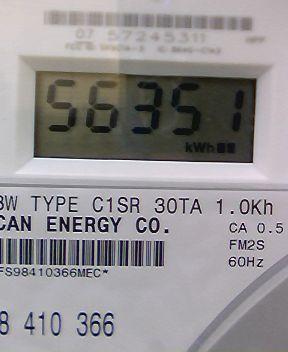 07 57245311
56351
kWh
3W TYPE C1SR 30TA 1.0Kh
CAN ENERGY CO. CA 0.5
FM2S
60Hz
FS98410366MEC*
8 410 366